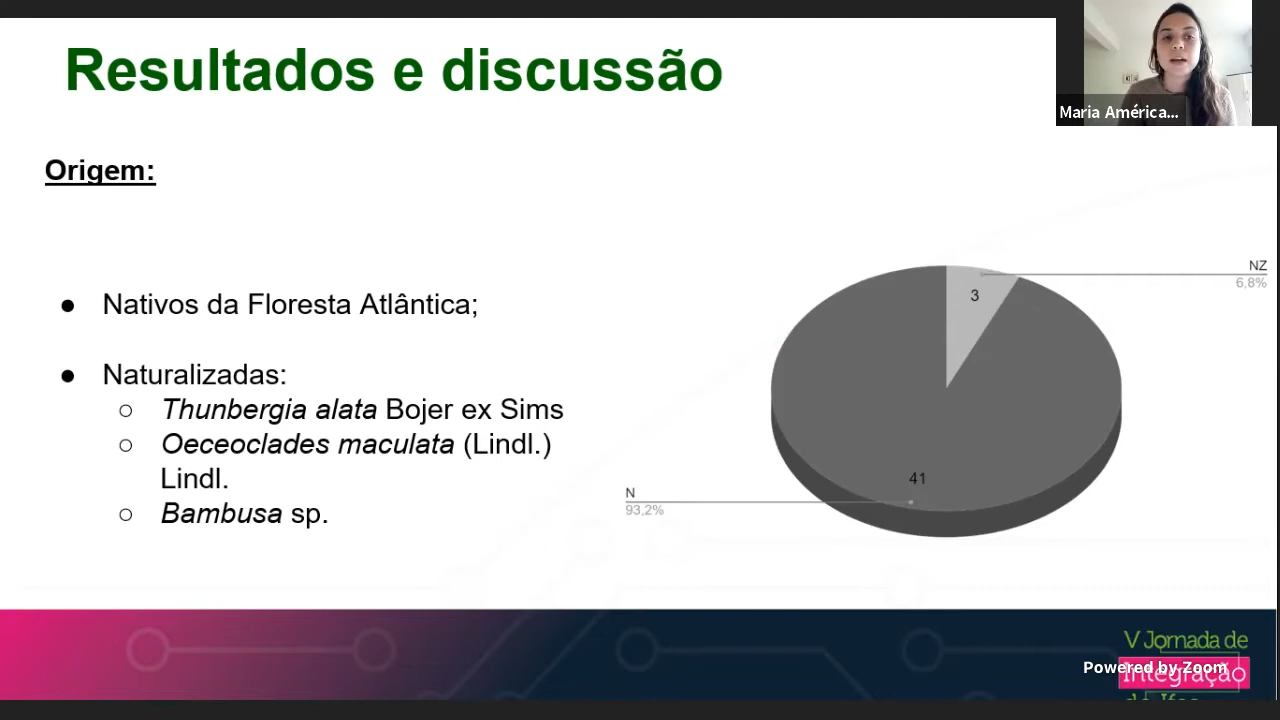 Resultados e discussão
Maria América...
Origem:
● Nativos da Floresta Atlântica;
● Naturalizadas:
○ Thunbergia alata Bojer ex Sims
○ Oeceoclades maculata (Lindl.)
Lindl.
○ Bambusa sp.
NZ
6,8%
3
41
N
93,2%
V Jornada de
Integração
Powered by Zoom